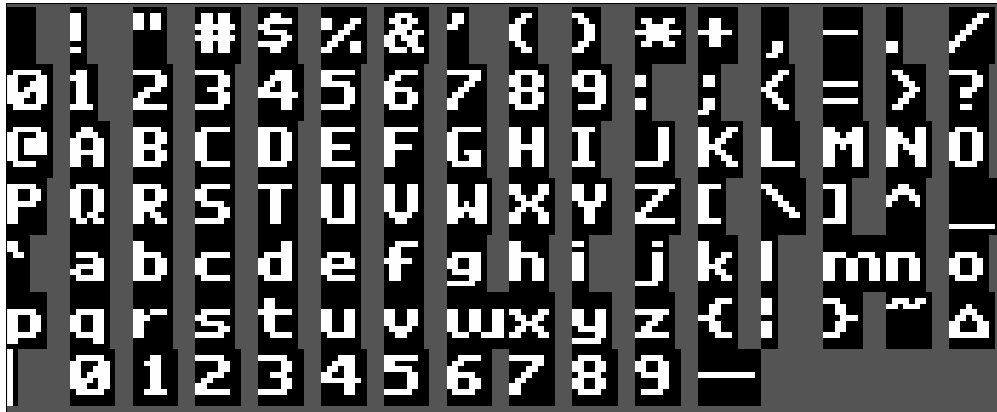 ! " # $ % & ' ( ) * + , - . /
0 1 2 3 4 5 6 7 8 9 : ; < = > ?
@ A B C D E F G H I J K L M N O
P Q R S T U V W X Y Z [ \ ] ^ _
` a b c d e f g h i j k l m n o
p q r s t u v w x y z { ¦ } ~ Δ
0 1 2 3 4 5 6 7 8 9 —